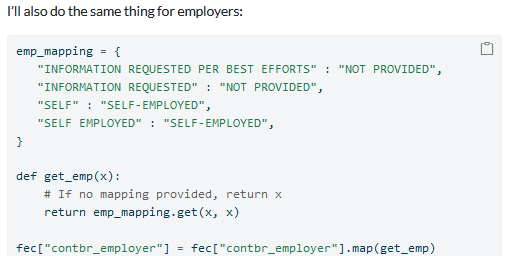 I'll also do the same thing for employers:
emp_mapping = {
   "INFORMATION REQUESTED PER BEST EFFORTS" : "NOT PROVIDED",
   "INFORMATION REQUESTED" : "NOT PROVIDED",
   "SELF" : "SELF-EMPLOYED",
   "SELF EMPLOYED" : "SELF-EMPLOYED",
}
def get_emp(x):
    # If no mapping provided, return x
    return emp_mapping.get(x, x)
fec["contbr_employer"] = fec["contbr_employer"].map(get_emp)